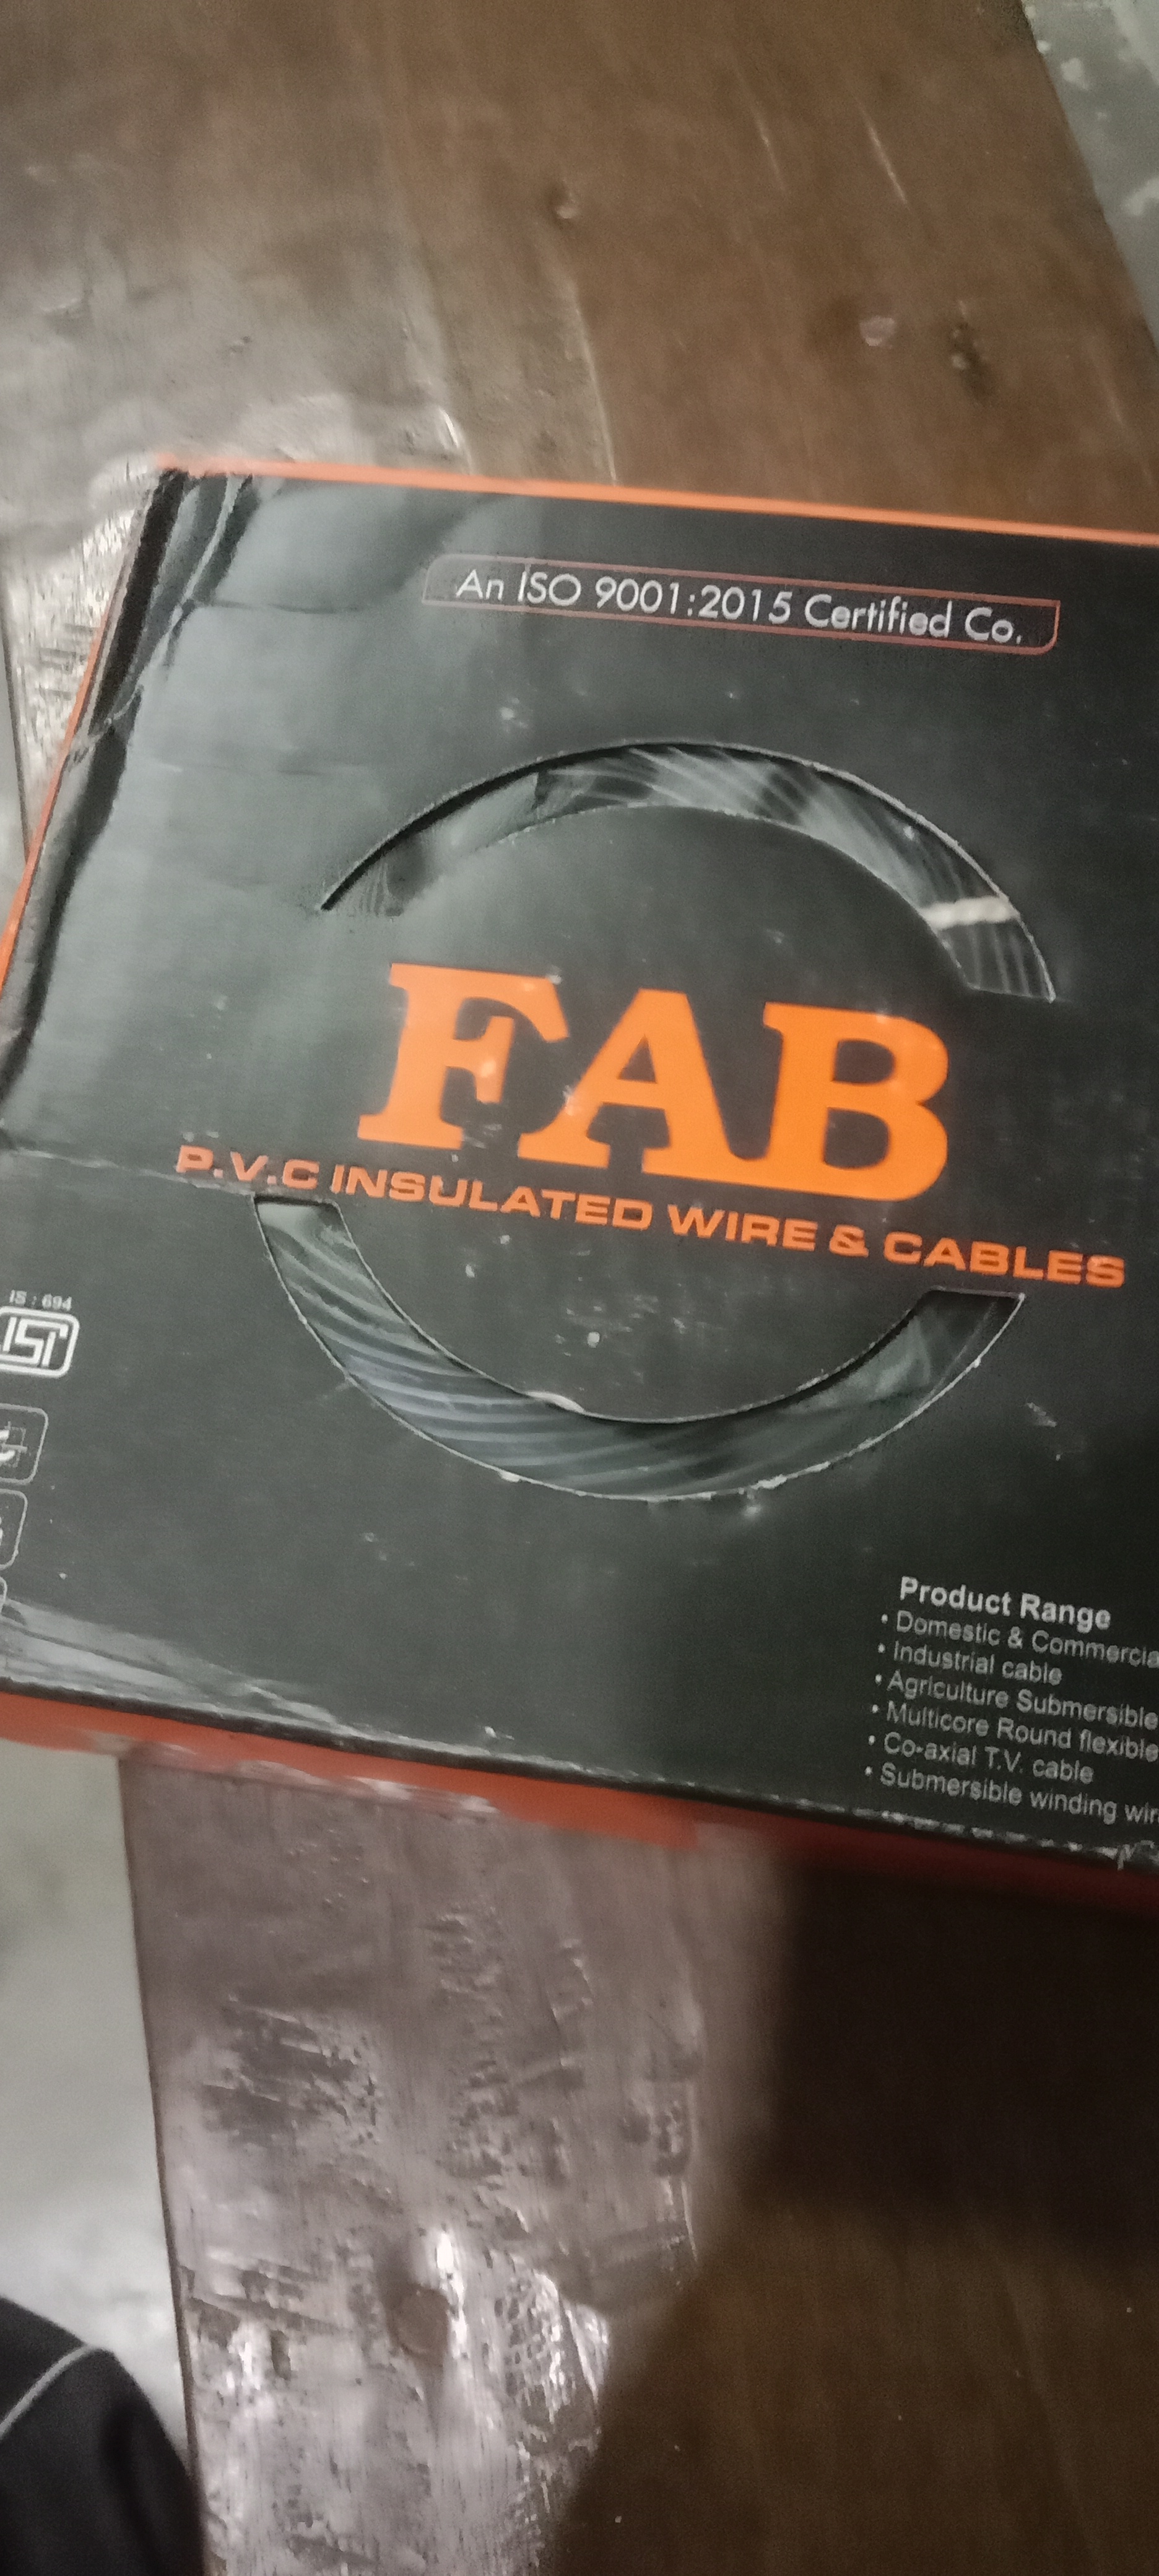 An ISO 9001:2015 Certified Co.
FAB
P.V.C INSULATED WIRE & CABLES
IS : 694
ISI
Product Range
• Domestic & Commercia
• Industrial cable
• Agriculture Submersible
• Multicore Round flexible
• Co-axial T.V. cable
• Submersible winding wir